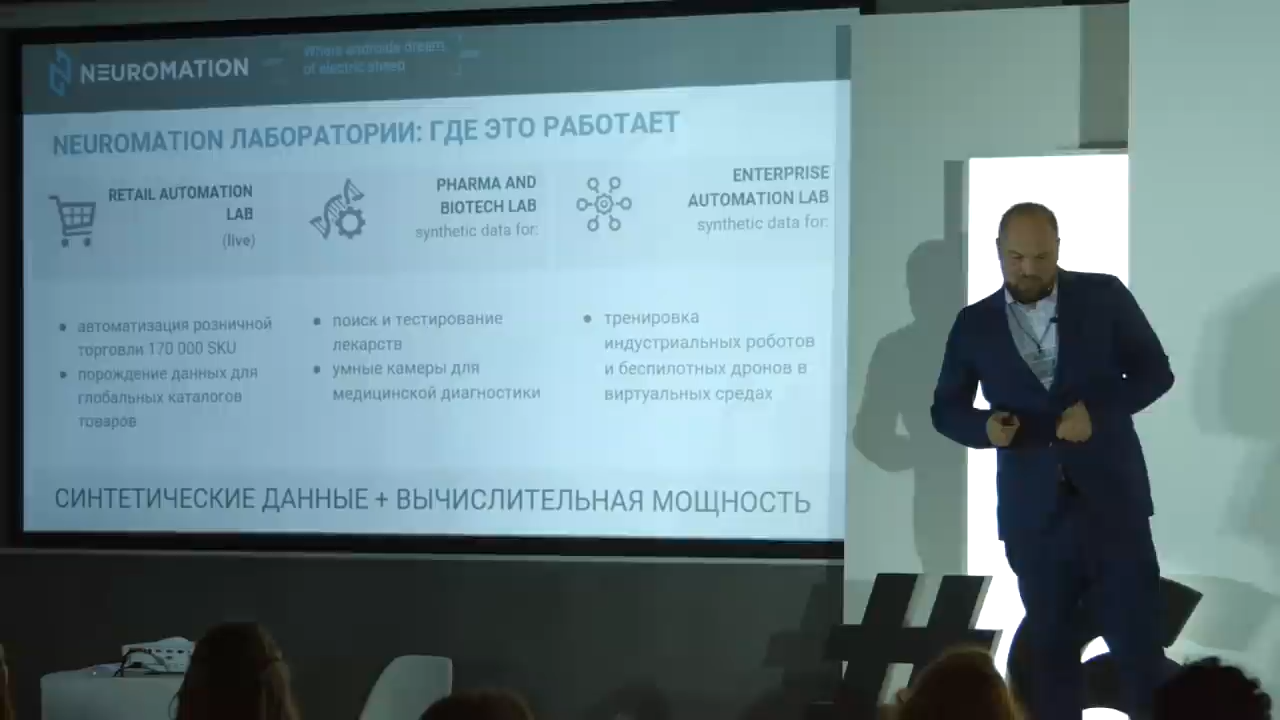 NEUROMATION
Where androids dream
of electric sheep
NEUROMATION ЛАБОРАТОРИИ: ГДЕ ЭТО РАБОТАЕТ
RETAIL AUTOMATION
LAB
(live)
PHARMA AND
BIOTECH LAB
synthetic data for:
ENTERPRISE
AUTOMATION LAB
synthetic data for:
● автоматизация розничной
торговли 170 000 SKU
● порождение данных для
глобальных каталогов
товаров
● поиск и тестирование
лекарств
● умные камеры для
медицинской диагностики
● тренировка
индустриальных роботов
и беспилотных дронов в
виртуальных средах
СИНТЕТИЧЕСКИЕ ДАННЫЕ + ВЫЧИСЛИТЕЛЬНАЯ МОЩНОСТЬ
#